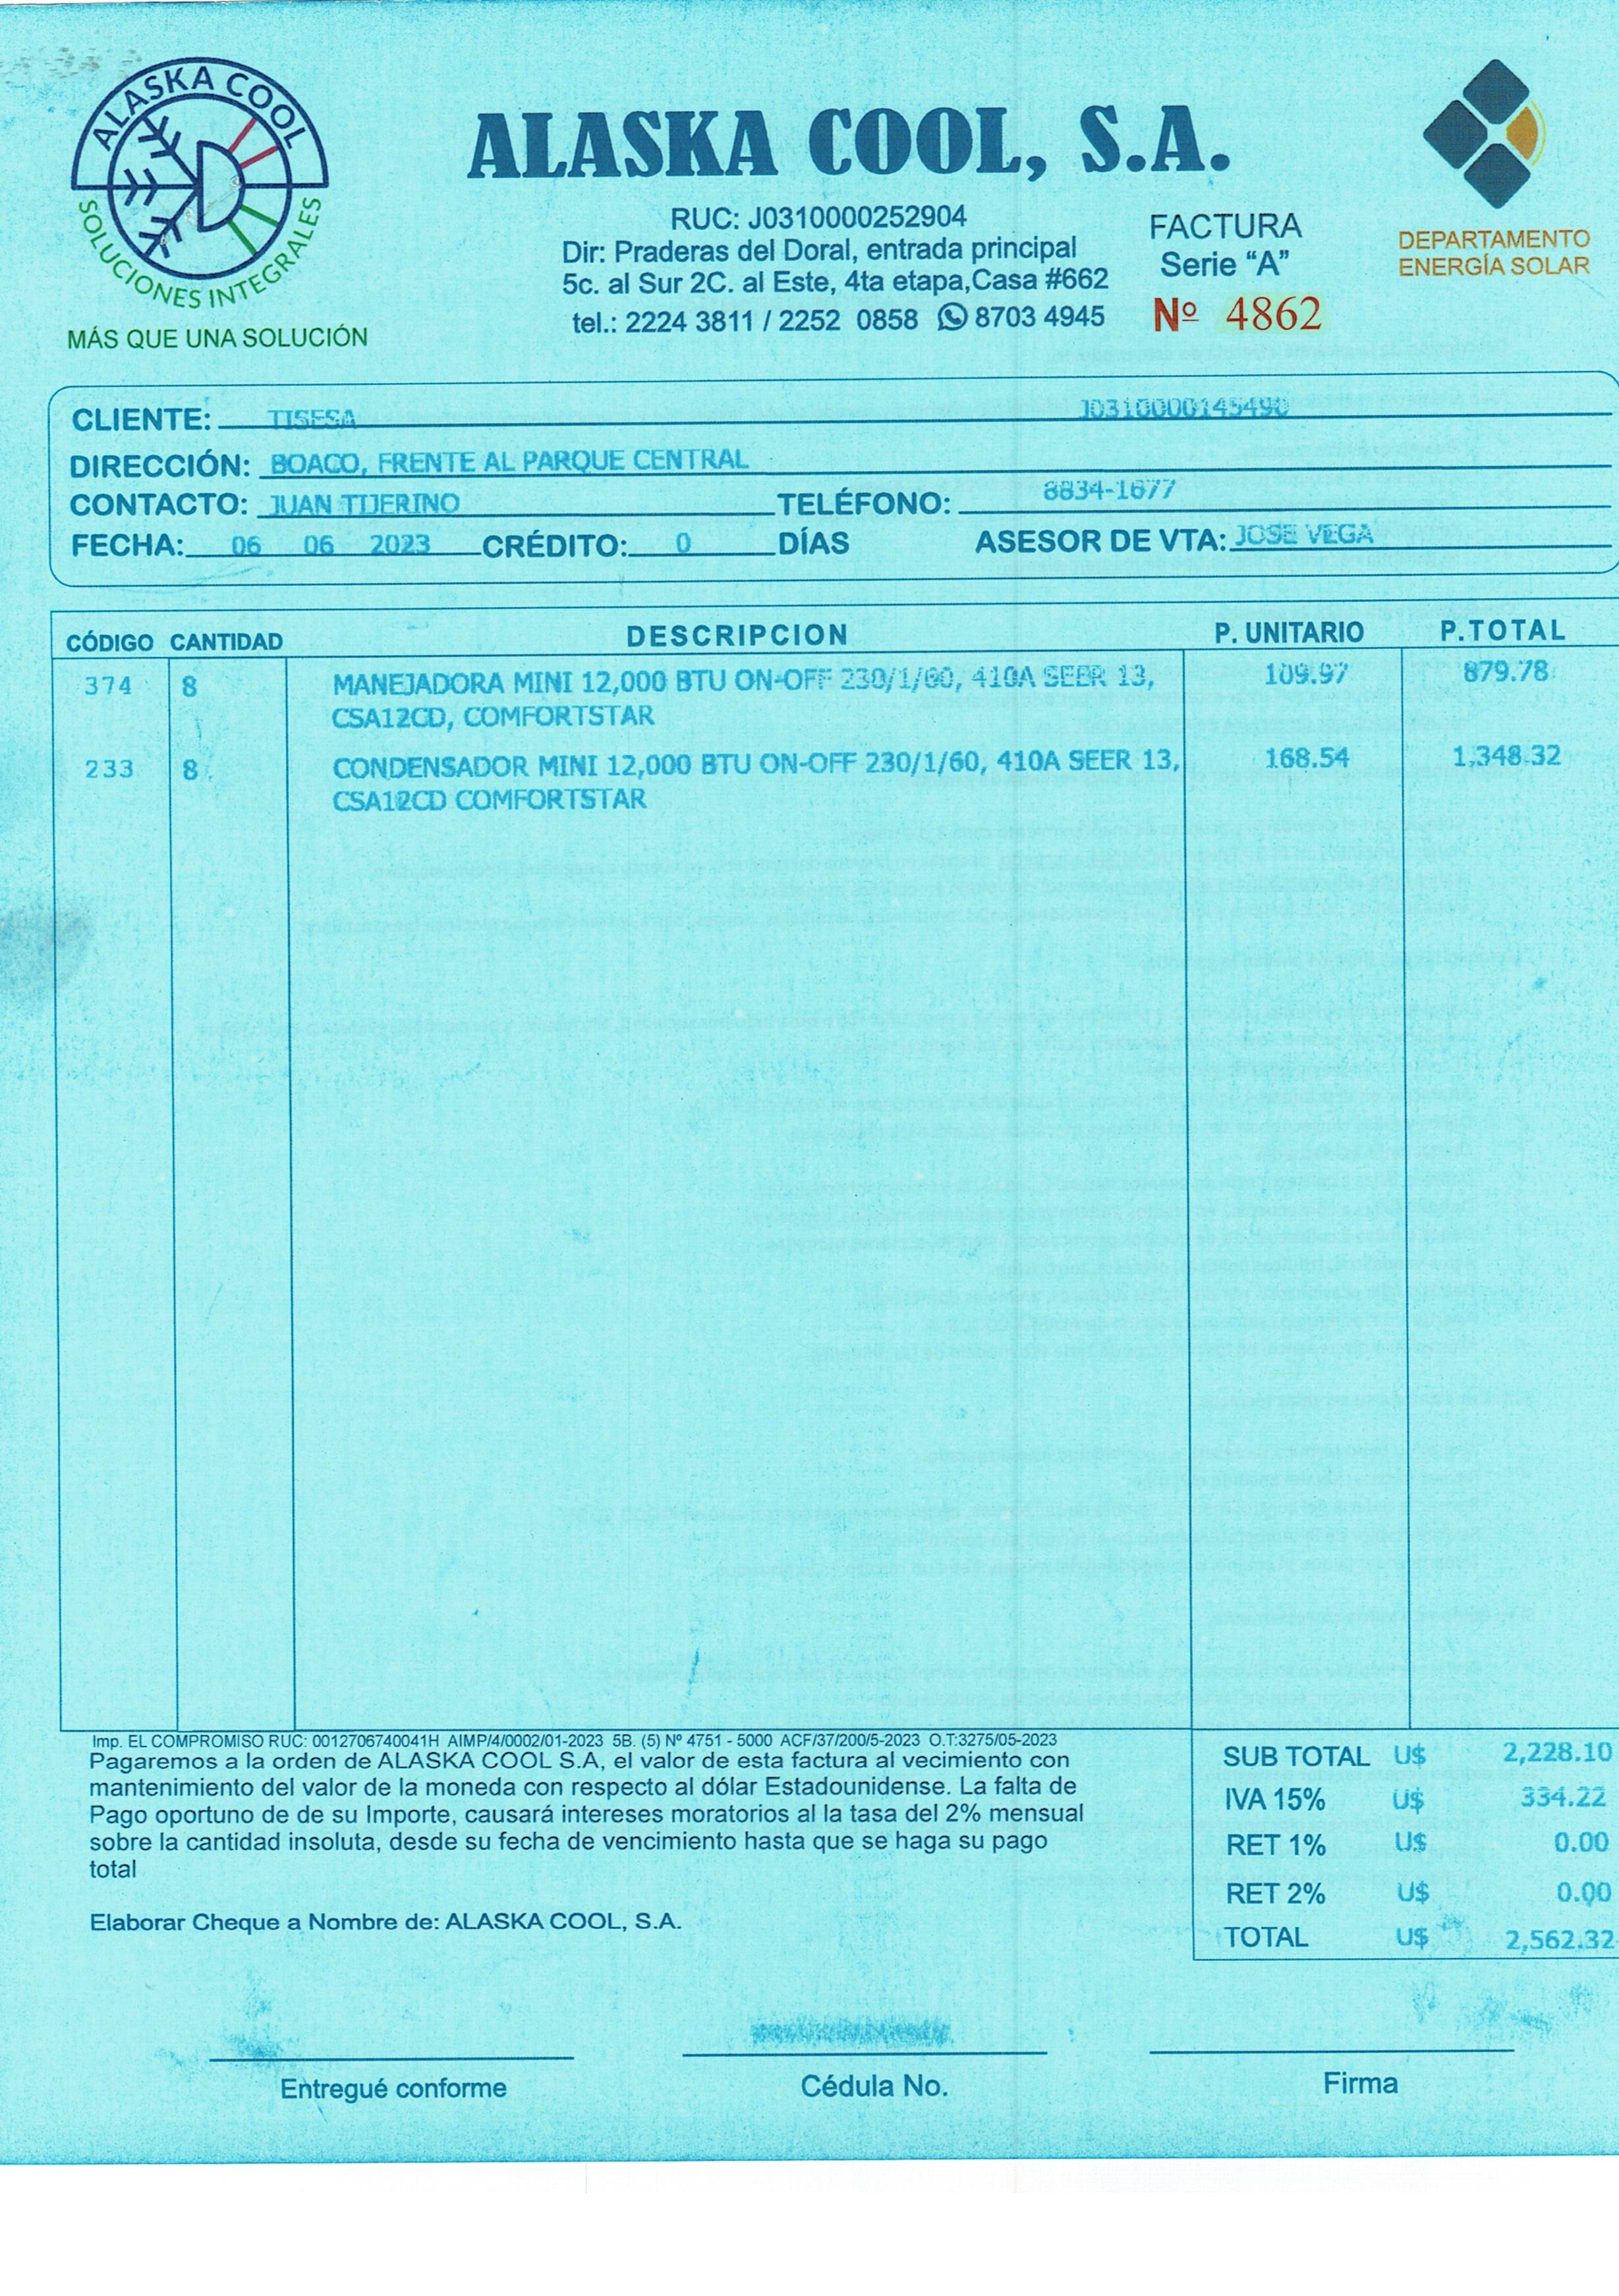 ALASKA COOL
SOLUCIONES INTEGRALES
MÁS QUE UNA SOLUCIÓN
ALASKA COOL, S.A.
RUC: J0310000252904
Dir: Praderas del Doral, entrada principal
5c. al Sur 2C. al Este, 4ta etapa,Casa #662
tel.: 2224 3811 / 2252 0858 8703 4945
FACTURA
Serie "A"
Nº 4862
DEPARTAMENTO
ENERGÍA SOLAR
CLIENTE: TISESA J0310000145490
DIRECCIÓN: BOACO, FRENTE AL PARQUE CENTRAL
CONTACTO: JUAN TIJERINO TELÉFONO: 8834-1677
FECHA: 06 06 2023 CRÉDITO: 0 DÍAS ASESOR DE VTA: JOSE VEGA
CÓDIGO CANTIDAD DESCRIPCION P. UNITARIO P.TOTAL
374 8 MANEJADORA MINI 12,000 BTU ON-OFF 230/1/60, 410A SEER 13, 109.97 879.78
CSA12CD, COMFORTSTAR
233 8 CONDENSADOR MINI 12,000 BTU ON-OFF 230/1/60, 410A SEER 13, 168.54 1,348.32
CSA12CD COMFORTSTAR
Imp. EL COMPROMISO RUC: 0012706740041H AIMP/4/0002/01-2023 5B. (5) Nº 4751 - 5000 ACF/37/200/5-2023 O.T:3275/05-2023
Pagaremos a la orden de ALASKA COOL S.A, el valor de esta factura al vecimiento con
mantenimiento del valor de la moneda con respecto al dólar Estadounidense. La falta de
Pago oportuno de de su Importe, causará intereses moratorios al la tasa del 2% mensual
sobre la cantidad insoluta, desde su fecha de vencimiento hasta que se haga su pago
total
Elaborar Cheque a Nombre de: ALASKA COOL, S.A.
SUB TOTAL U$ 2,228.10
IVA 15% U$ 334.22
RET 1% U$ 0.00
RET 2% U$ 0.00
TOTAL U$ 2,562.32
Entregué conforme
Cédula No.
Firma